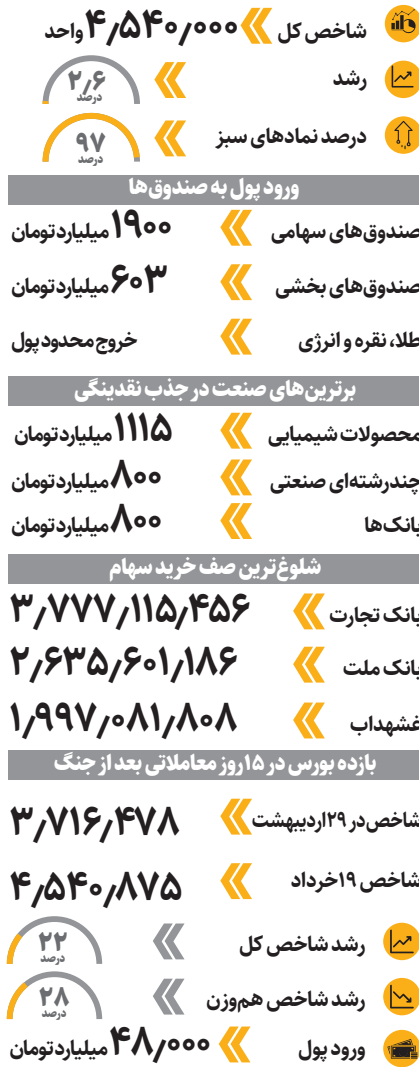 شاخص کل ۴٫۵۴۰٫۰۰۰ واحد
رشد ۲٫۶ درصد
درصد نمادهای سبز ۹۷ درصد
ورود پول به صندوق‌ها
صندوق‌های سهامی ۱۹۰۰ میلیارد تومان
صندوق‌های بخشی ۶۰۳ میلیارد تومان
طلا، نقره و انرژی خروج محدود پول
برترین‌های صنعت در جذب نقدینگی
محصولات شیمیایی ۱۱۱۵ میلیارد تومان
چندرشته‌ای صنعتی ۸۰۰ میلیارد تومان
بانک‌ها ۸۰۰ میلیارد تومان
شلوغ‌ترین صف خرید سهام
بانک تجارت ۳٫۷۷۷٫۱۱۵٫۴۵۶
بانک ملت ۲٫۶۳۵٫۶۰۱٫۱۸۶
غشهداب ۱٫۹۹۷٫۰۸۱٫۸۰۸
بازده بورس در ۱۵ روز معاملاتی بعد از جنگ
شاخص در ۲۹ اردیبهشت ۳٫۷۱۶٫۴۷۸
شاخص ۱۹ خرداد ۴٫۵۴۰٫۸۷۵
رشد شاخص کل ۲۲ درصد
رشد شاخص هم‌وزن ۲۸ درصد
ورود پول ۴۸٫۰۰۰ میلیارد تومان